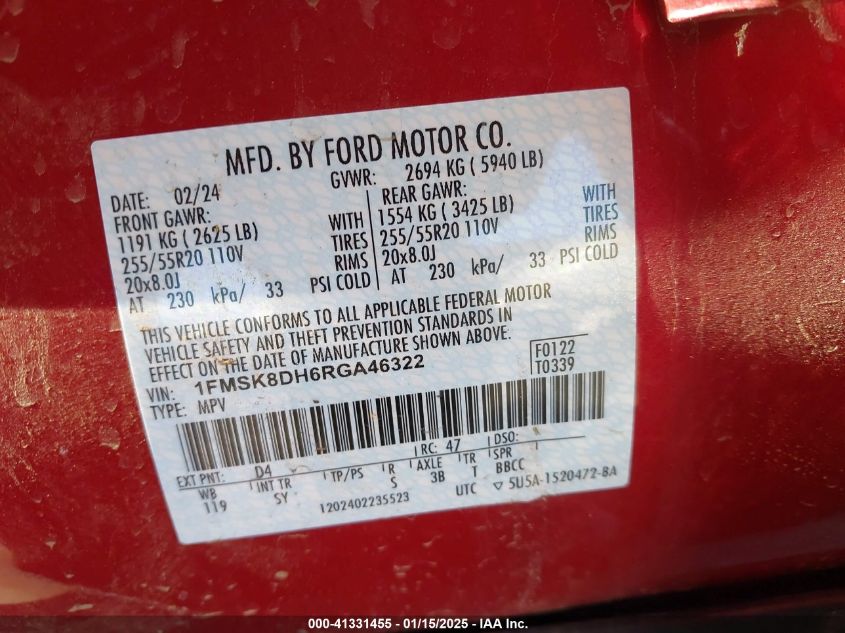 MFD. BY FORD MOTOR CO.
DATE: 02/24 GVWR: 2694 KG ( 5940 LB)
FRONT GAWR: REAR GAWR:
1191 KG ( 2625 LB) WITH 1554 KG ( 3425 LB) WITH
255/55R20 110V TIRES 255/55R20 110V TIRES
20x8.0J RIMS 20x8.0J RIMS
AT 230 kPa/ 33 PSI COLD AT 230 kPa/ 33 PSI COLD
THIS VEHICLE CONFORMS TO ALL APPLICABLE FEDERAL MOTOR
VEHICLE SAFETY AND THEFT PREVENTION STANDARDS IN
EFFECT ON THE DATE OF MANUFACTURE SHOWN ABOVE.
VIN: 1FMSK8DH6RGA46322 F0122
TYPE: MPV T0339
EXT PNT: D4 RC: 47 DSO:
WB INT TR TP/PS R AXLE TR SPR
119 SY S 3B T BBCC
1202402235523 UTC ▽ 5U5A-1520472-BA
000-41331455 - 01/15/2025 - IAA Inc.